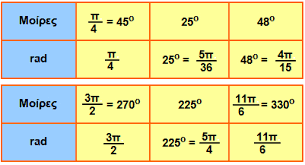 Μοίρες π/4 = 45° 25° 48°
rad π/4 25° = 5π/36 48° = 4π/15
Μοίρες 3π/2 = 270° 225° 11π/6 = 330°
rad 3π/2 225° = 5π/4 11π/6